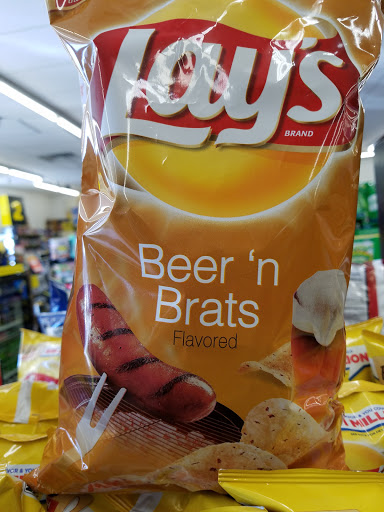 Lay's
BRAND
Beer 'n
Brats
Flavored